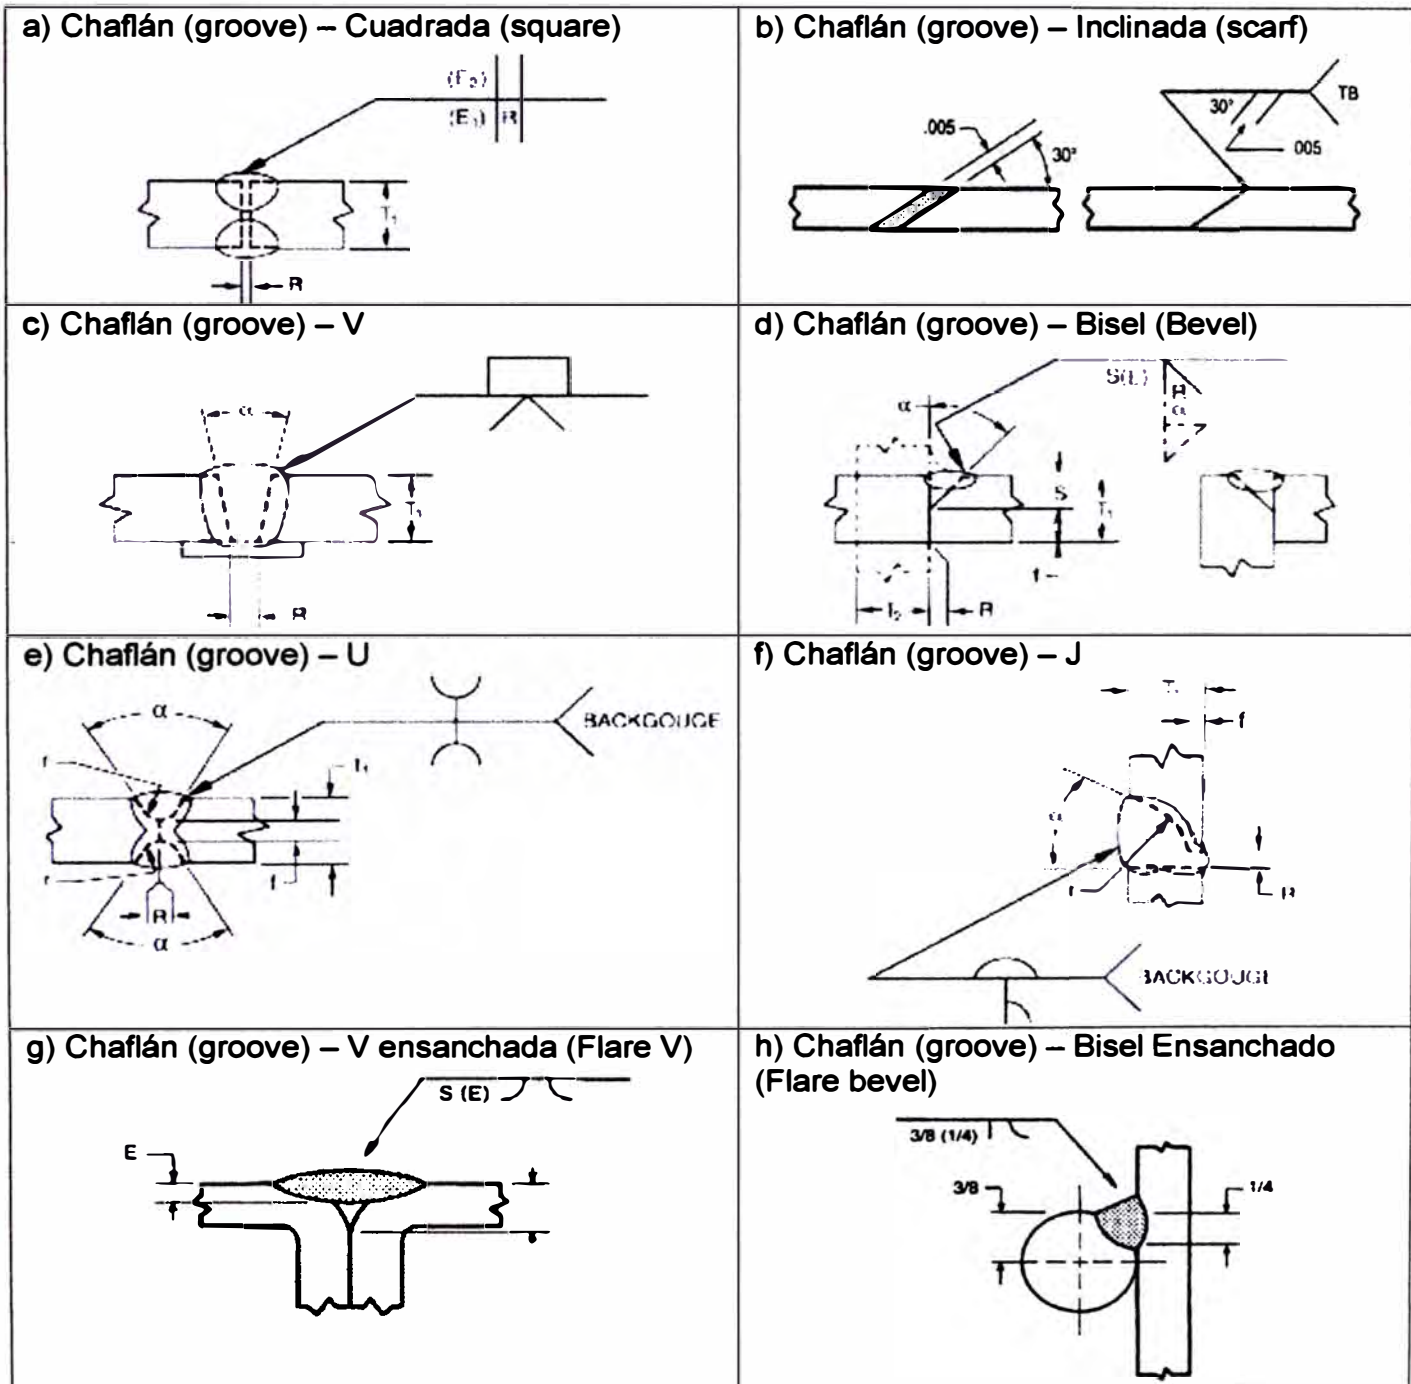 a) Chaflán (groove) – Cuadrada (square)
(E₂)
(E₁) R
T₁
R
b) Chaflán (groove) – Inclinada (scarf)
.005
30°
30°
TB
005
c) Chaflán (groove) – V
α
T₁
R
d) Chaflán (groove) – Bisel (Bevel)
S(E)
R
α
α
S
T₁
f
T₂
R
e) Chaflán (groove) – U
α
BACKGOUGE
r
T₁
r
f
R
α
f) Chaflán (groove) – J
f
α
r
R
BACKGOUGE
g) Chaflán (groove) – V ensanchada (Flare V)
S (E)
E
h) Chaflán (groove) – Bisel Ensanchado
(Flare bevel)
3/8 (1/4)
3/8
1/4